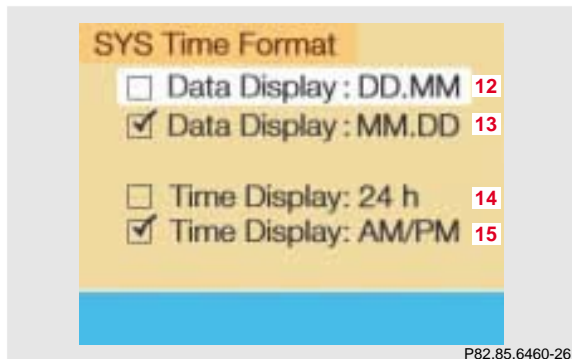 SYS Time Format
Data Display : DD.MM 12
Data Display : MM.DD 13
Time Display: 24 h 14
Time Display: AM/PM 15
P82.85.6460-26